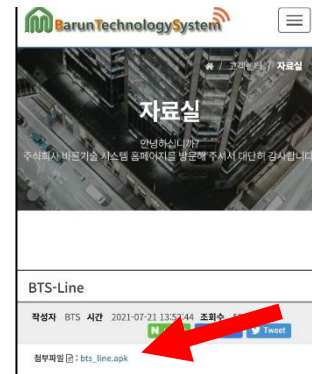 BarunTechnologySystem
/ 고객센터 / 자료실
자료실
안녕하십니까?
주식회사 바른기술 시스템 홈페이지를 방문해 주셔서 대단히 감사합니다
BTS-Line
작성자 BTS 시간 2021-07-21 13:57:44 조회수
N Tweet
첨부파일 : bts_line.apk